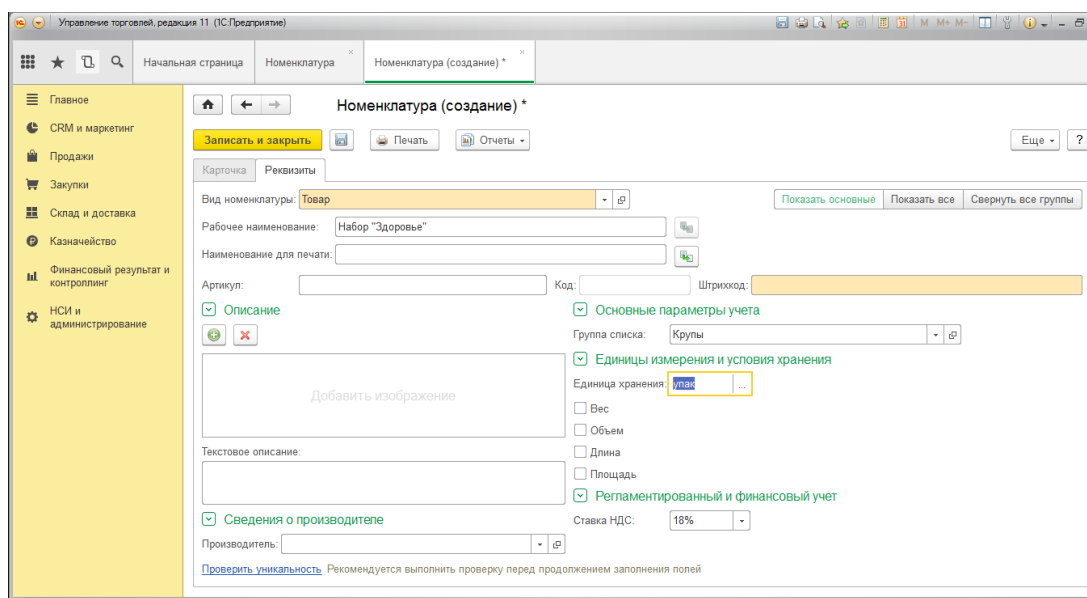 Управление торговлей, редакция 11 (1С:Предприятие)
M M+ M-
Начальная страница
Номенклатура
Номенклатура (создание) *
Главное
CRM и маркетинг
Продажи
Закупки
Склад и доставка
Казначейство
Финансовый результат и
контроллинг
НСИ и
администрирование
Номенклатура (создание) *
Записать и закрыть
Печать
Отчеты
Еще
?
Карточка
Реквизиты
Вид номенклатуры: Товар
Показать основные
Показать все
Свернуть все группы
Рабочее наименование: Набор "Здоровье"
Наименование для печати:
Артикул:
Код:
Штрихкод:
Описание
Основные параметры учета
Группа списка: Крупы
Единицы измерения и условия хранения
Добавить изображение
Единица хранения: упак ...
Вес
Объем
Длина
Площадь
Текстовое описание:
Регламентированный и финансовый учет
Сведения о производителе
Ставка НДС: 18%
Производитель:
Проверить уникальность Рекомендуется выполнить проверку перед продолжением заполнения полей